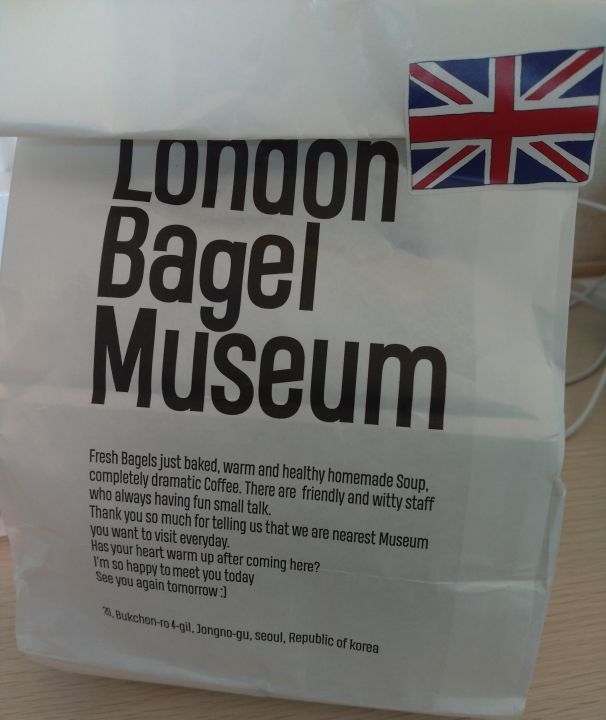 London
Bagel
Museum
Fresh Bagels just baked, warm and healthy homemade Soup,
completely dramatic Coffee. There are friendly and witty staff
who always having fun small talk.
Thank you so much for telling us that we are nearest Museum
you want to visit everyday.
Has your heart warm up after coming here?
I'm so happy to meet you today
See you again tomorrow :)
20, Bukchon-ro 4-gil, Jongno-gu, seoul, Republic of korea